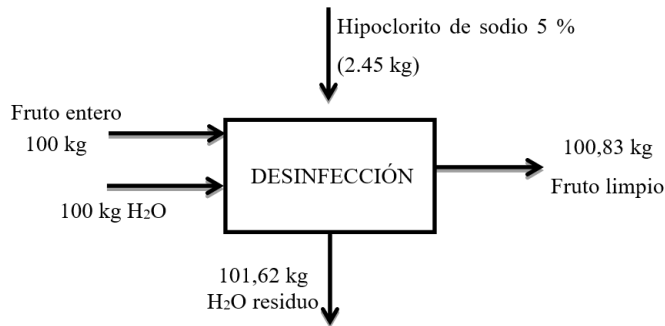 Hipoclorito de sodio 5 %
(2.45 kg)
Fruto entero
100 kg
100 kg H₂O
DESINFECCIÓN
100,83 kg
Fruto limpio
101,62 kg
H₂O residuo